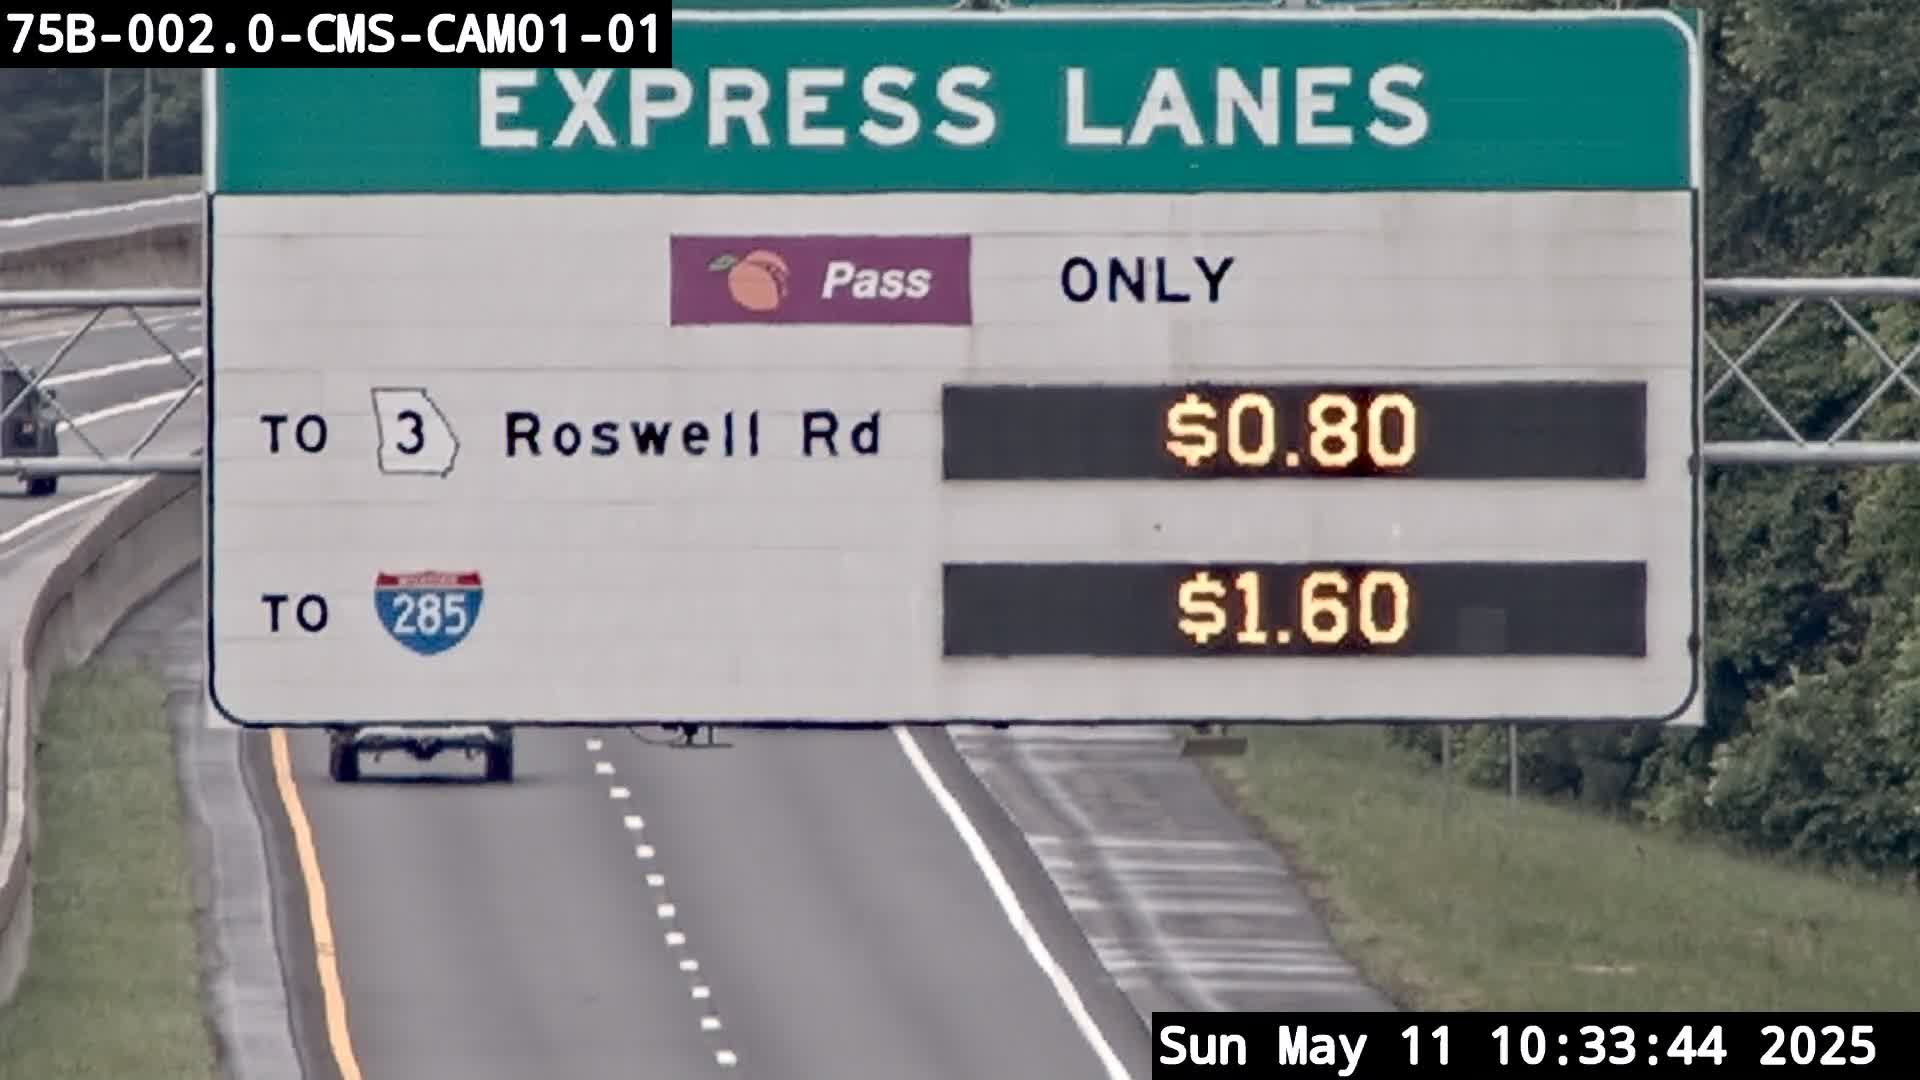 75B-002.0-CMS-CAM01-01
EXPRESS LANES
Pass ONLY
TO 3 Roswell Rd $0.80
TO 285 $1.60
Sun May 11 10:33:44 2025